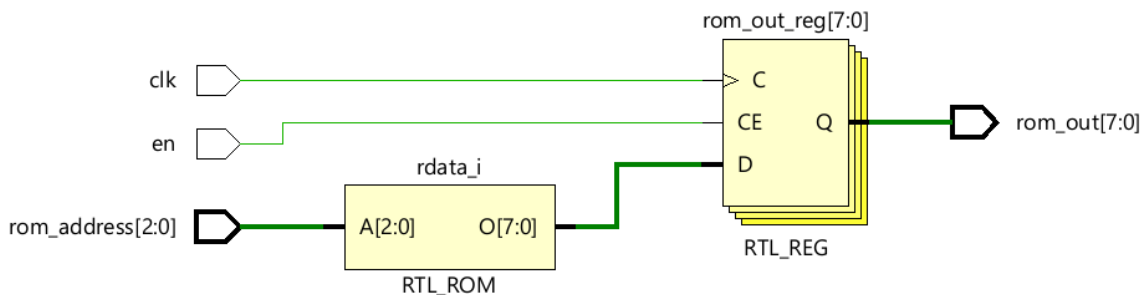 rom_out_reg[7:0]
clk
C
en
CE
Q
rom_out[7:0]
D
rdata_i
rom_address[2:0]
A[2:0]
O[7:0]
RTL_REG
RTL_ROM